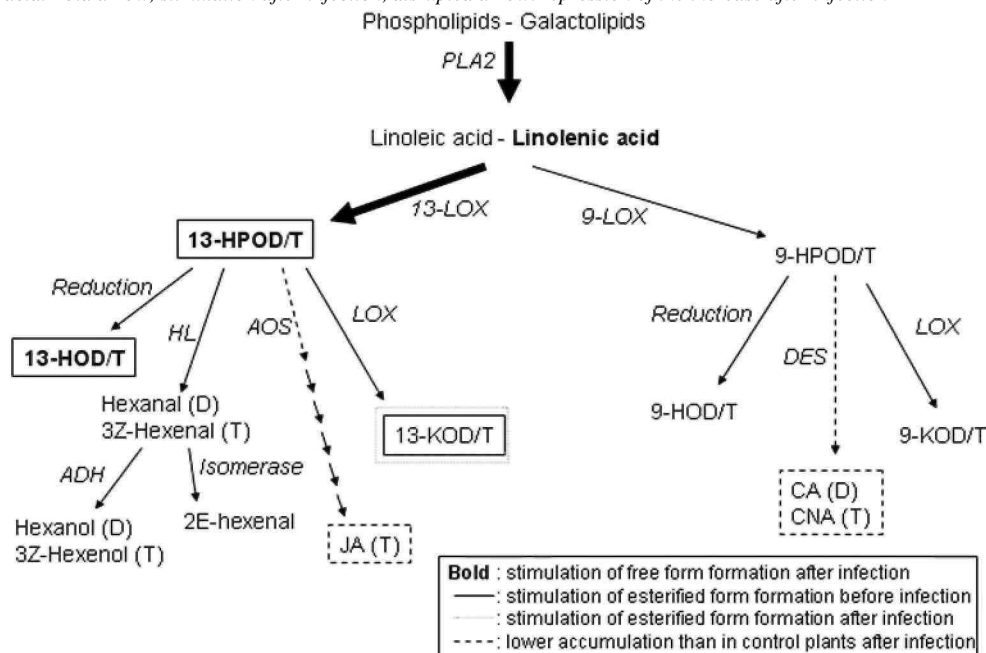 Phospholipids - Galactolipids
PLA2
Linoleic acid - Linolenic acid
13-LOX
9-LOX
13-HPOD/T
9-HPOD/T
Reduction
HL
AOS
LOX
Reduction
DES
LOX
13-HOD/T
Hexanal (D)
3Z-Hexenal (T)
13-KOD/T
9-HOD/T
9-KOD/T
ADH
Isomerase
CA (D)
CNA (T)
Hexanol (D)
3Z-Hexenol (T)
2E-hexenal
JA (T)
Bold : stimulation of free form formation after infection
: stimulation of esterified form formation before infection
: stimulation of esterified form formation after infection
: lower accumulation than in control plants after infection